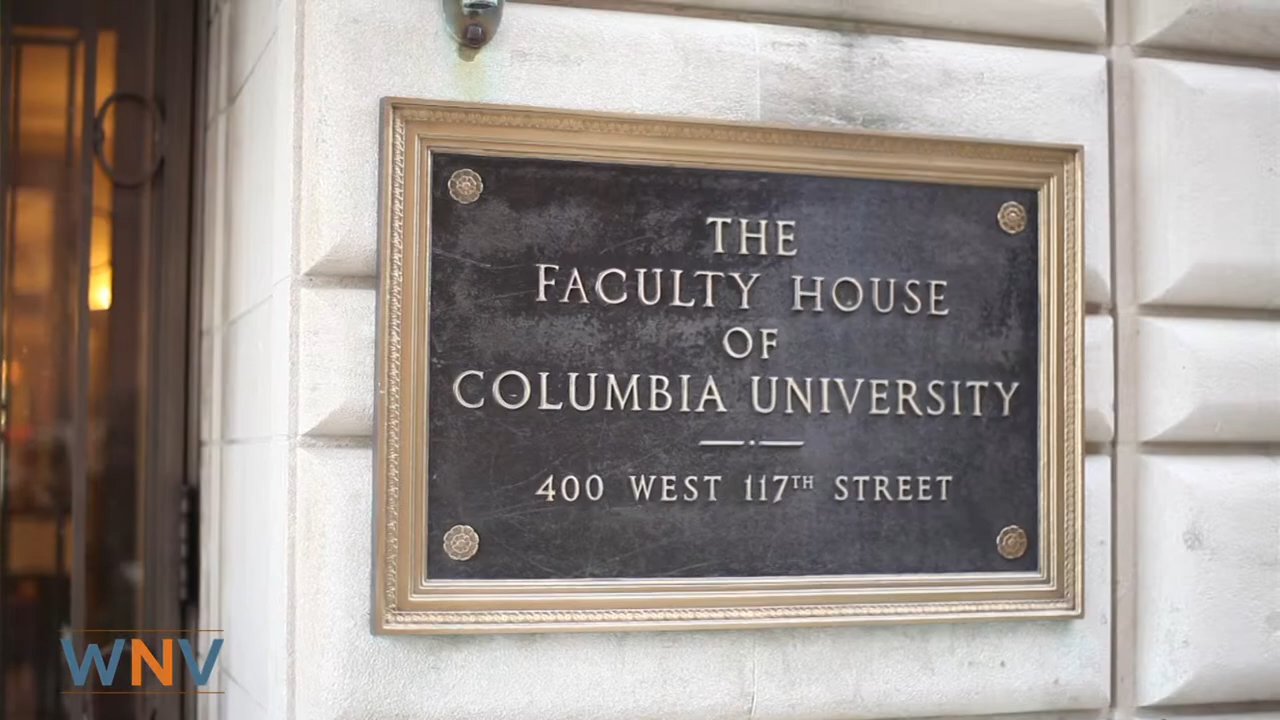 THE
FACULTY HOUSE
OF
COLUMBIA UNIVERSITY
400 WEST 117TH STREET
WNV